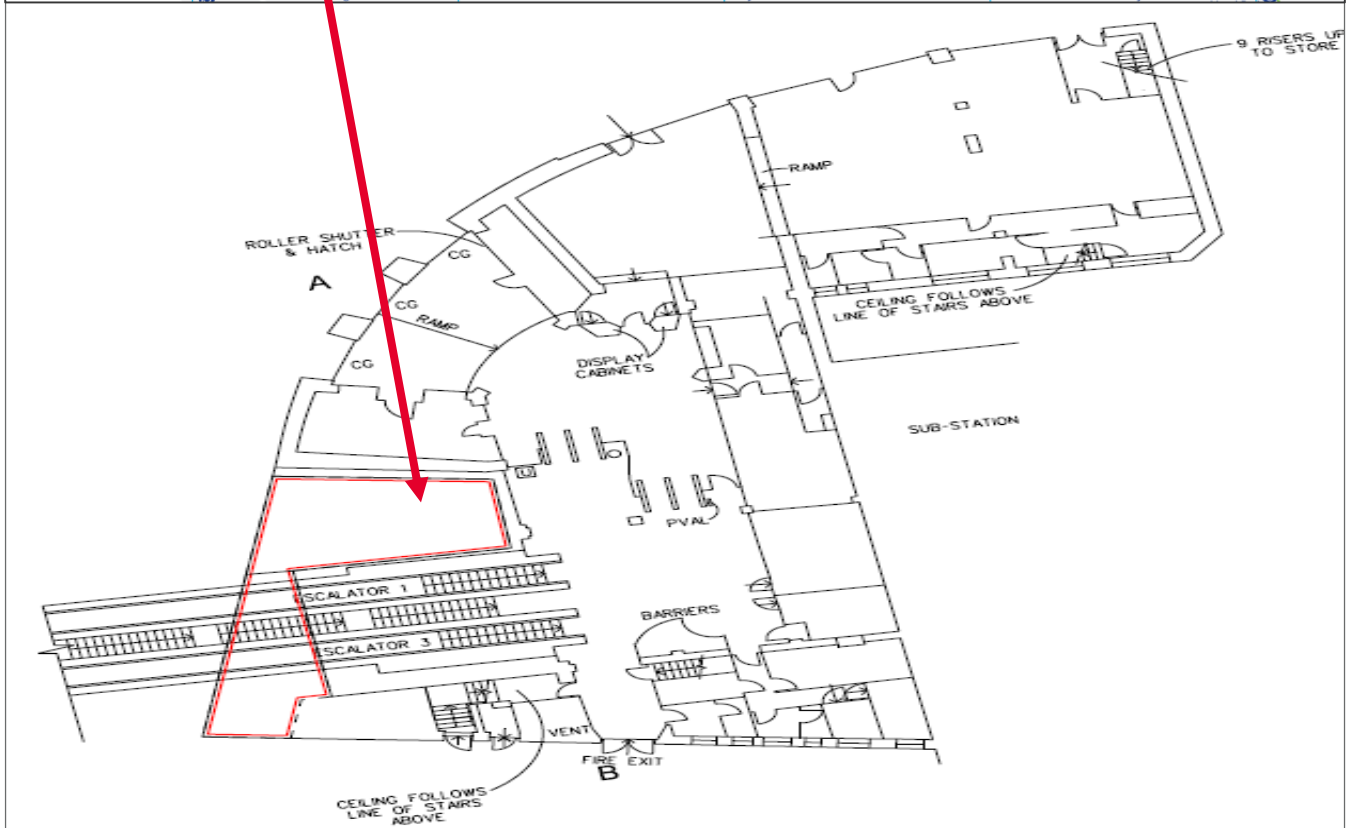 9 RISERS UP
TO STORE
RAMP
ROLLER SHUTTER
& HATCH
A
CG
CG
RAMP
CG
CEILING FOLLOWS
LINE OF STAIRS ABOVE
DISPLAY
CABINETS
SUB-STATION
PVAL
ESCALATOR 1
BARRIERS
ESCALATOR 3
VENT
FIRE EXIT
B
CEILING FOLLOWS
LINE OF STAIRS
ABOVE